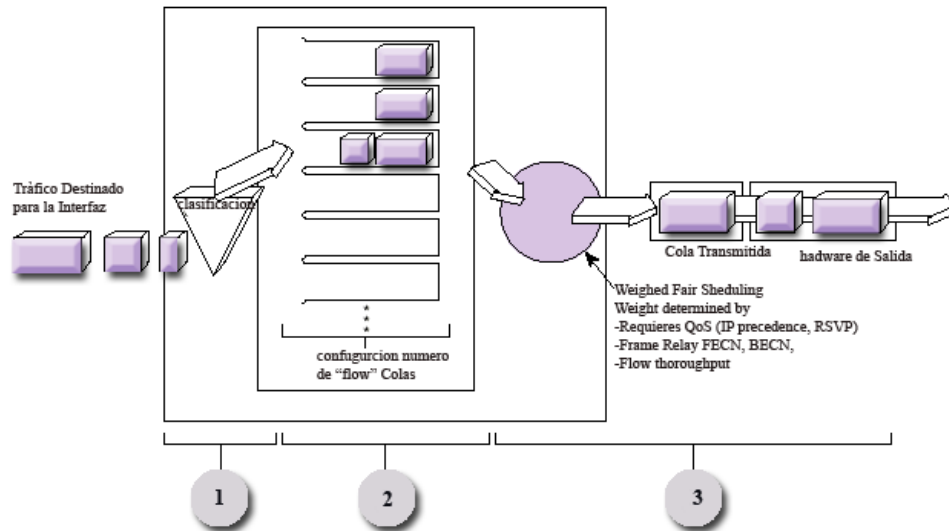 Tràfico Destinado
para la Interfaz
clasificacion
* * *
confugurcion numero
de “flow” Colas
Cola Transmitida
hadware de Salida
Weighed Fair Sheduling
Weight determined by
-Requieres QoS (IP precedence, RSVP)
-Frame Relay FECN, BECN,
-Flow thoroughput
1
2
3